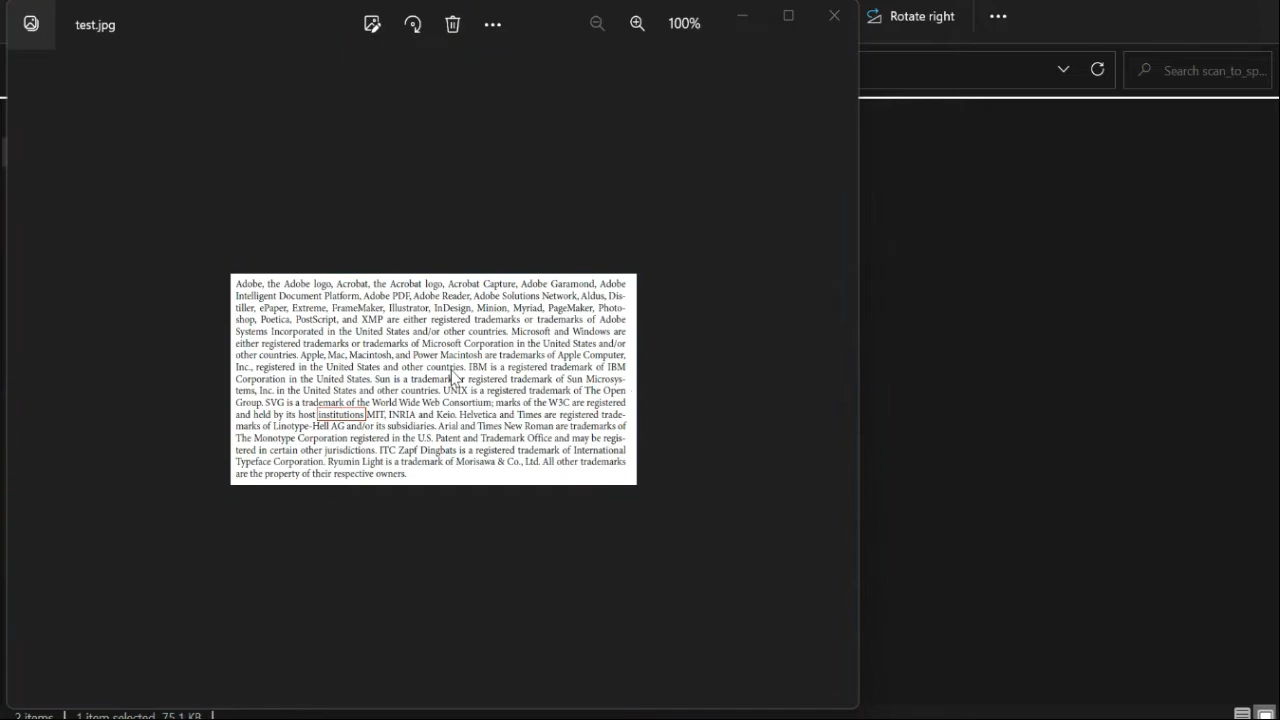 test.jpg
100%
Rotate right
Search scan_to_sp...
Adobe, the Adobe logo, Acrobat, the Acrobat logo, Acrobat Capture, Adobe Garamond, Adobe
Intelligent Document Platform, Adobe PDF, Adobe Reader, Adobe Solutions Network, Aldus, Dis-
tiller, ePaper, Extreme, FrameMaker, Illustrator, InDesign, Minion, Myriad, PageMaker, Photo-
shop, Poetica, PostScript, and XMP are either registered trademarks or trademarks of Adobe
Systems Incorporated in the United States and/or other countries. Microsoft and Windows are
either registered trademarks or trademarks of Microsoft Corporation in the United States and/or
other countries. Apple, Mac, Macintosh, and Power Macintosh are trademarks of Apple Computer,
Inc., registered in the United States and other countries. IBM is a registered trademark of IBM
Corporation in the United States. Sun is a trademark or registered trademark of Sun Microsys-
tems, Inc. in the United States and other countries. UNIX is a registered trademark of The Open
Group. SVG is a trademark of the World Wide Web Consortium; marks of the W3C are registered
and held by its host institutions MIT, INRIA and Keio. Helvetica and Times are registered trade-
marks of Linotype-Hell AG and/or its subsidiaries. Arial and Times New Roman are trademarks of
The Monotype Corporation registered in the U.S. Patent and Trademark Office and may be regis-
tered in certain other jurisdictions. ITC Zapf Dingbats is a registered trademark of International
Typeface Corporation. Ryumin Light is a trademark of Morisawa & Co., Ltd. All other trademarks
are the property of their respective owners.
2 items 1 item selected 75.1 KB